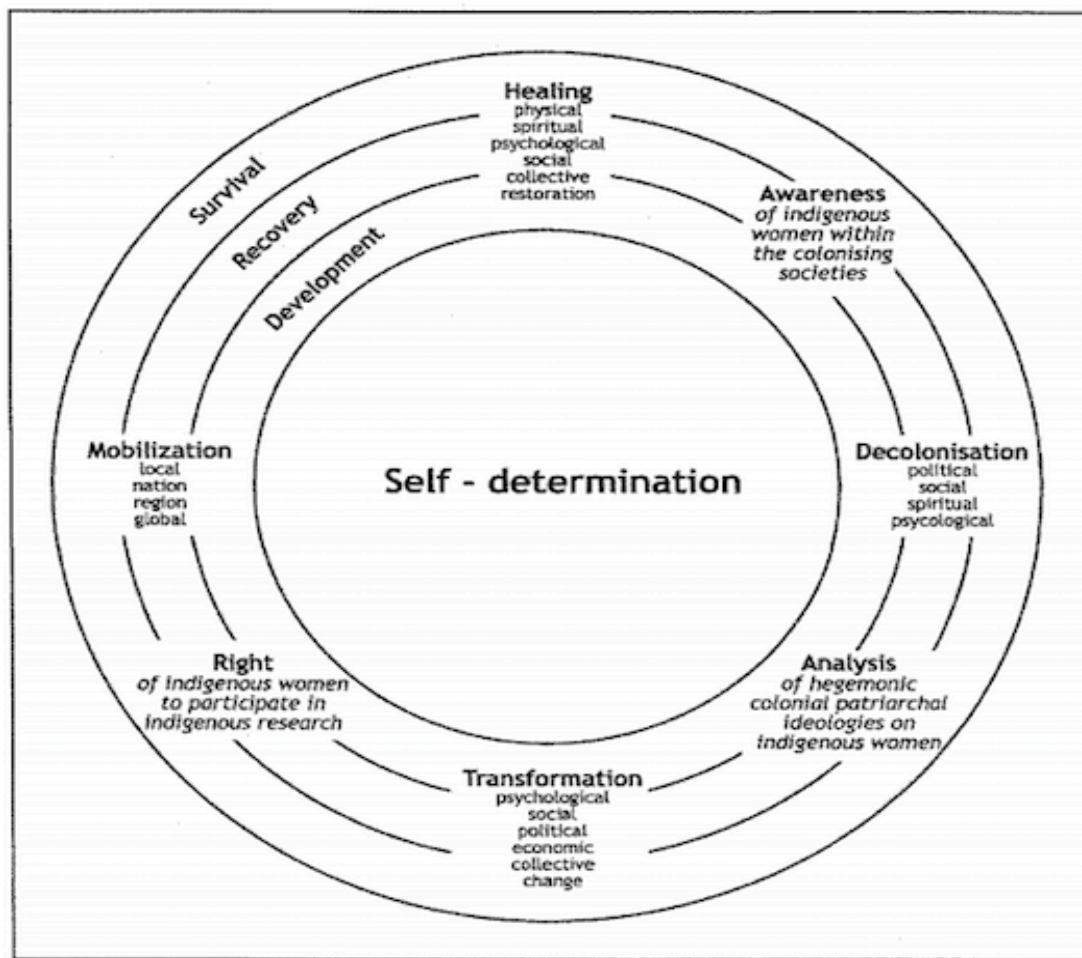 Healing
physical
spiritual
psychological
social
collective
restoration
Survival
Recovery
Development
Awareness
of indigenous
women within
the colonising
societies
Mobilization
local
nation
region
global
Self - determination
Decolonisation
political
social
spiritual
psycological
Right
of indigenous women
to participate in
indigenous research
Analysis
of hegemonic
colonial patriarchal
ideologies on
indigenous women
Transformation
psychological
social
political
economic
collective
change